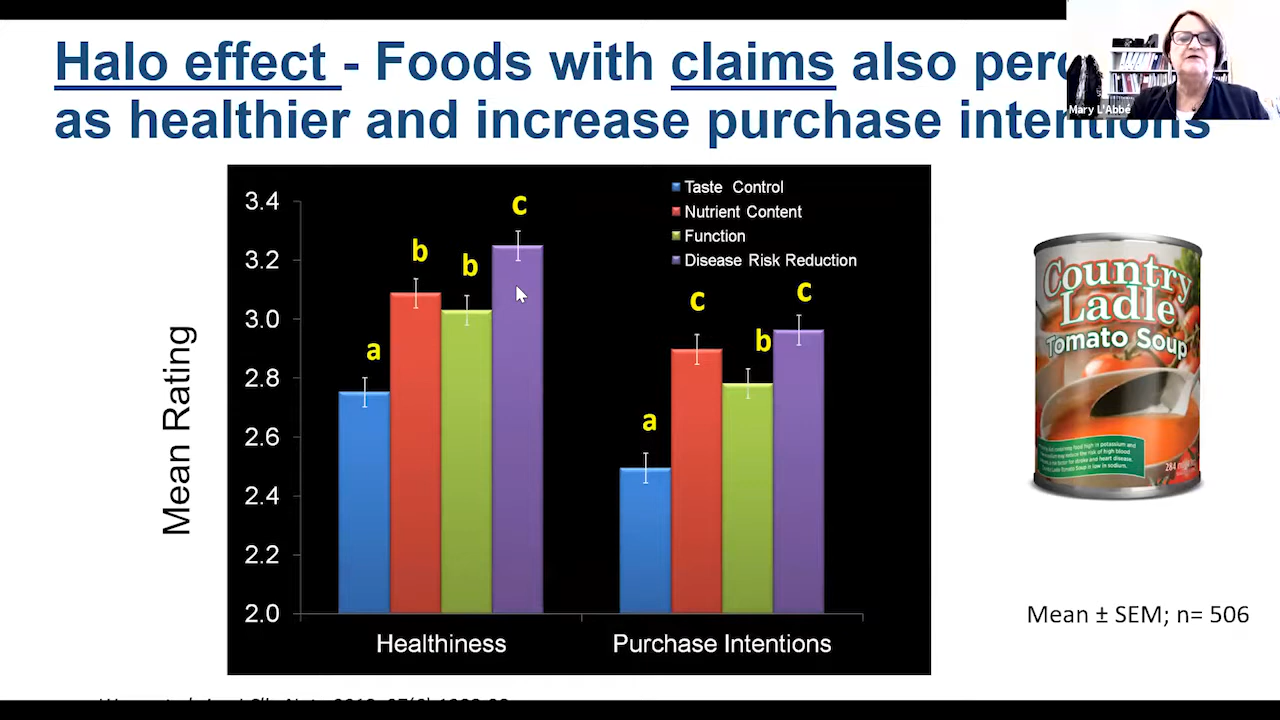 Halo effect - Foods with claims also
as healthier and increase purchase intentions
Mary L'Abbé
Taste Control
Nutrient Content
Function
Disease Risk Reduction
3.4
3.2
3.0
2.8
2.6
2.4
2.2
2.0
Mean Rating
a
b
b
c
a
c
b
c
Healthiness
Purchase Intentions
Country
Ladle
Tomato Soup
284
Mean ± SEM; n= 506